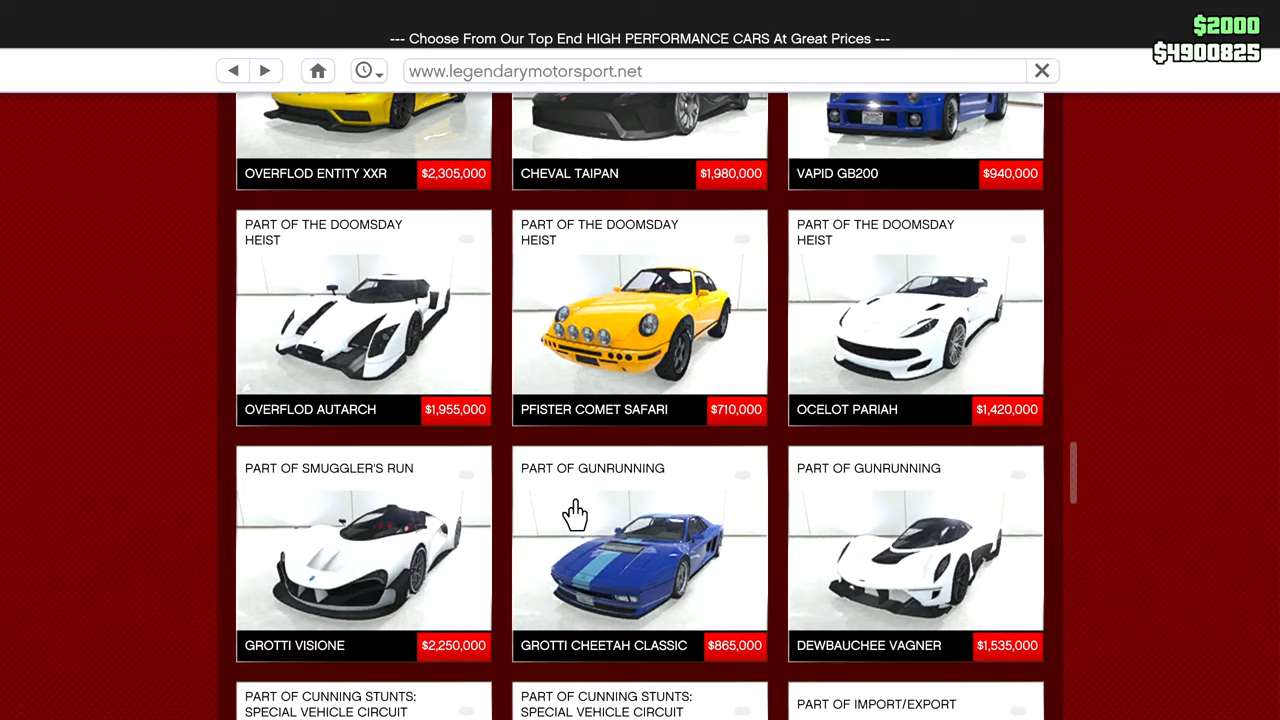 --- Choose From Our Top End HIGH PERFORMANCE CARS At Great Prices ---
$2000
$4900825
www.legendarymotorsport.net
OVERFLOD ENTITY XXR $2,305,000
CHEVAL TAIPAN $1,980,000
VAPID GB200 $940,000
PART OF THE DOOMSDAY
HEIST
PART OF THE DOOMSDAY
HEIST
PART OF THE DOOMSDAY
HEIST
OVERFLOD AUTARCH $1,955,000
PFISTER COMET SAFARI $710,000
OCELOT PARIAH $1,420,000
PART OF SMUGGLER'S RUN
PART OF GUNRUNNING
PART OF GUNRUNNING
GROTTI VISIONE $2,250,000
GROTTI CHEETAH CLASSIC $865,000
DEWBAUCHEE VAGNER $1,535,000
PART OF CUNNING STUNTS:
SPECIAL VEHICLE CIRCUIT
PART OF CUNNING STUNTS:
SPECIAL VEHICLE CIRCUIT
PART OF IMPORT/EXPORT